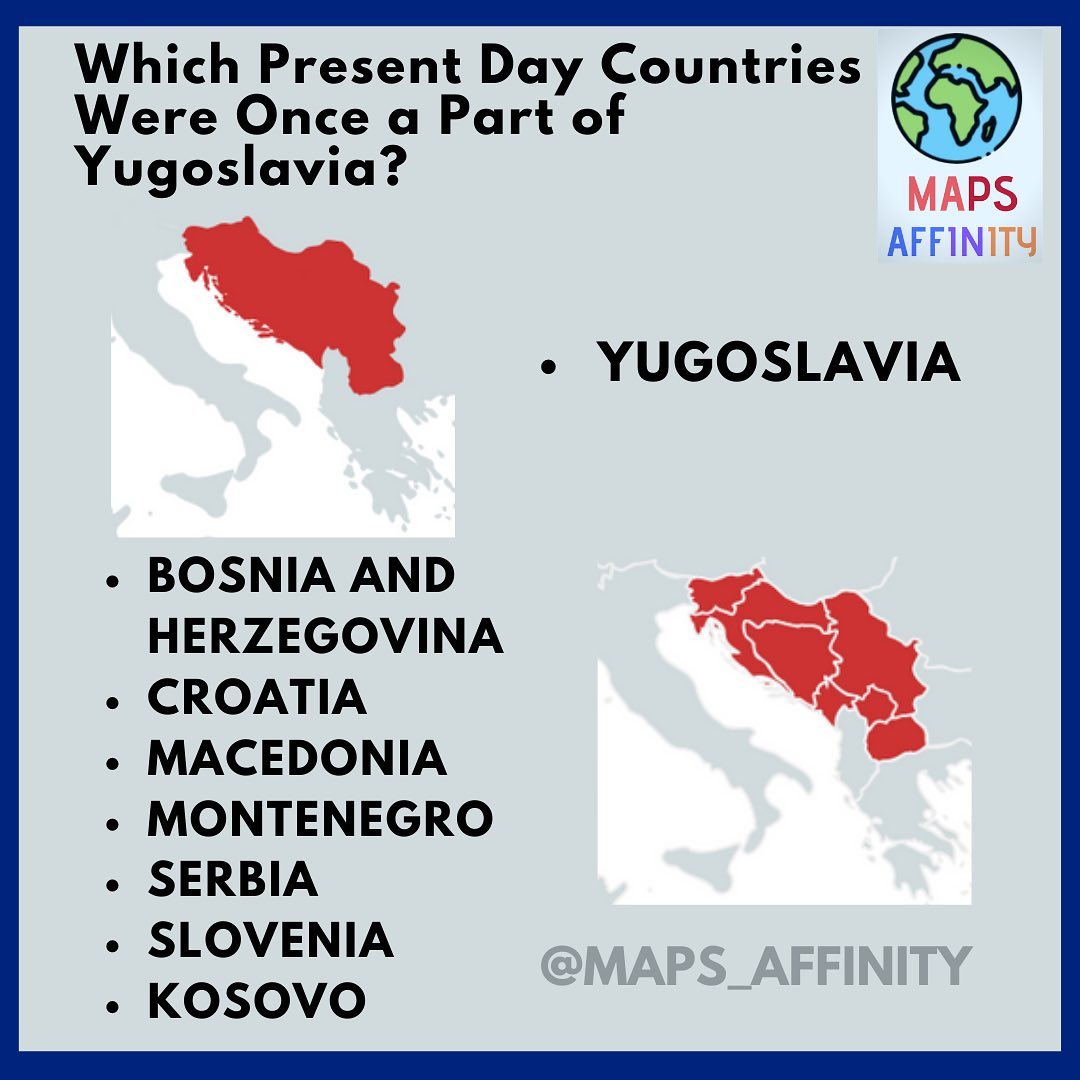 Which Present Day Countries
Were Once a Part of
Yugoslavia?
MAPS
AFFINITY
• YUGOSLAVIA
• BOSNIA AND
HERZEGOVINA
• CROATIA
• MACEDONIA
• MONTENEGRO
• SERBIA
• SLOVENIA
• KOSOVO
@MAPS_AFFINITY